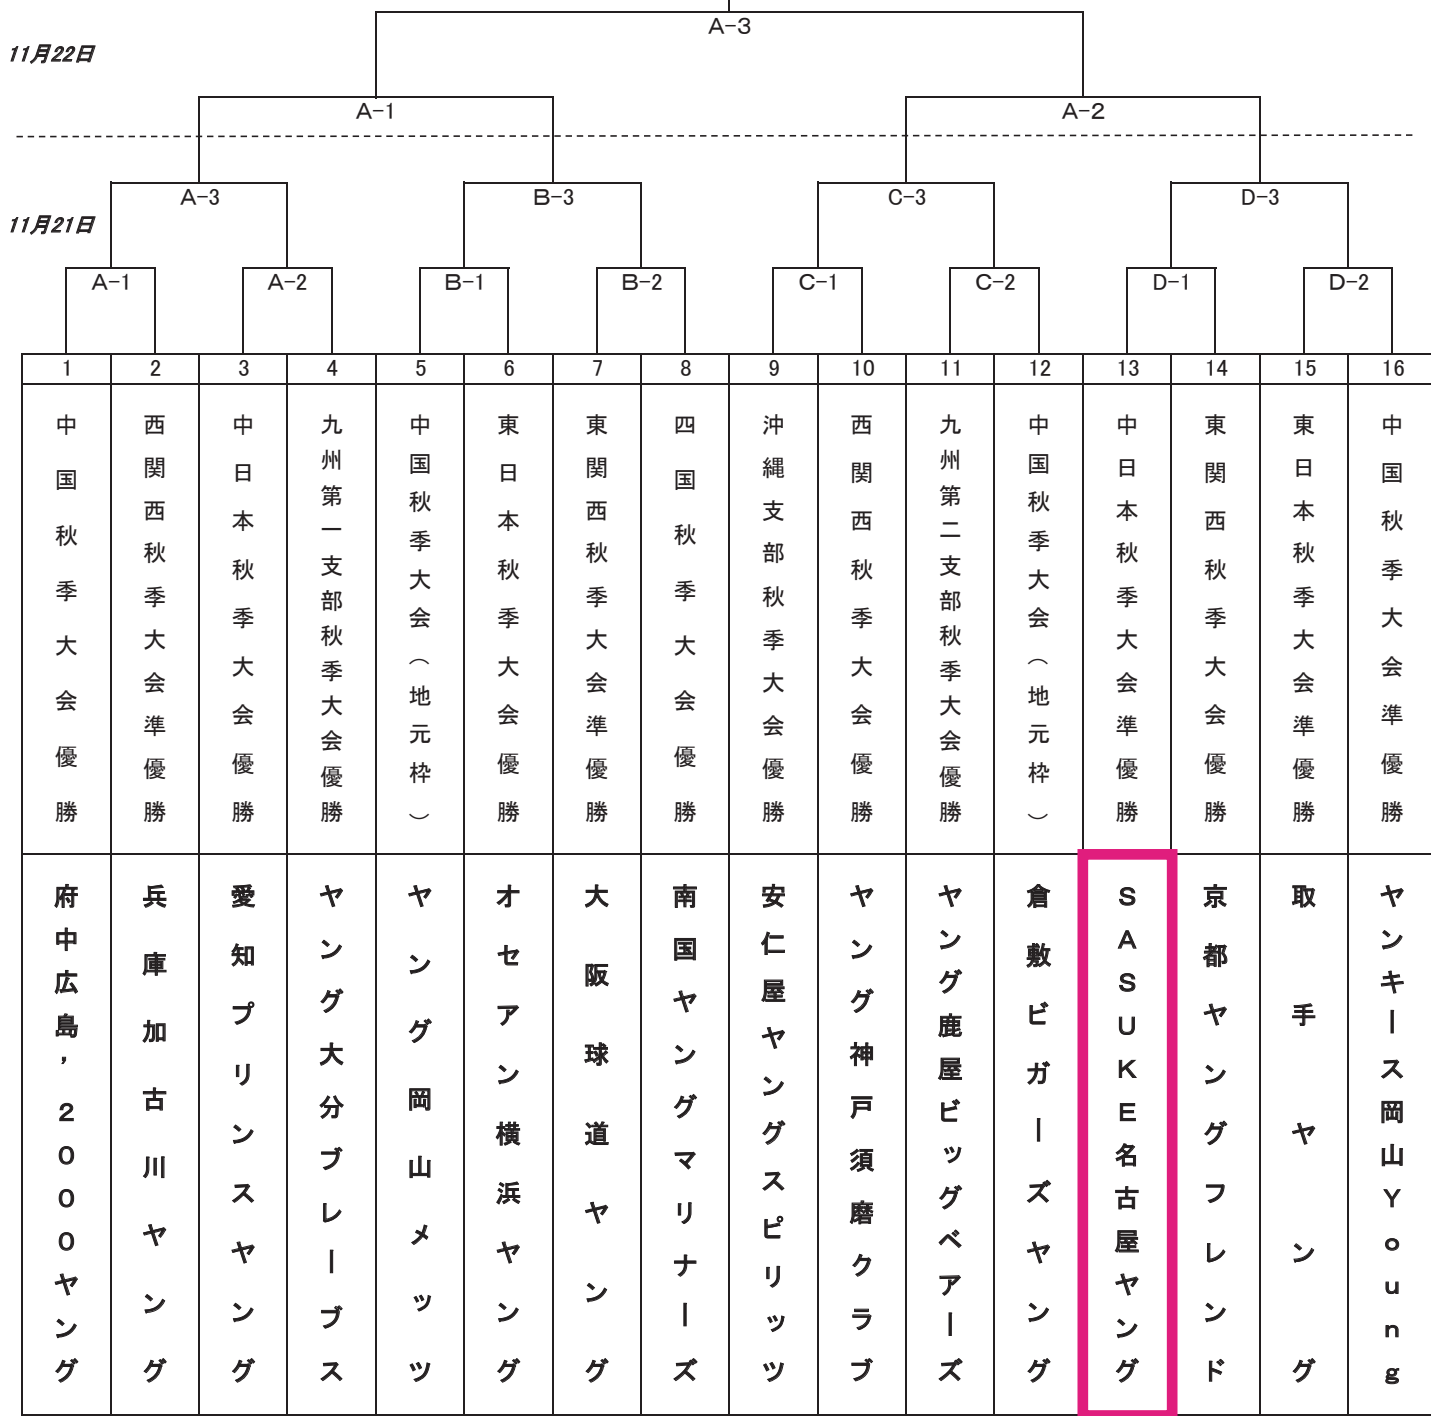 A-3
11月22日
A-1
A-2
A-3
B-3
C-3
D-3
11月21日
A-1
A-2
B-1
B-2
C-1
C-2
D-1
D-2
1
2
3
4
5
6
7
8
9
10
11
12
13
14
15
16
中国秋季大会優勝
西関西秋季大会準優勝
中日本秋季大会優勝
九州第一支部秋季大会優勝
中国秋季大会（地元枠）
東日本秋季大会優勝
東関西秋季大会準優勝
四国秋季大会優勝
沖縄支部秋季大会優勝
西関西秋季大会優勝
九州第二支部秋季大会優勝
中国秋季大会（地元枠）
中日本秋季大会準優勝
東関西秋季大会優勝
東日本秋季大会準優勝
中国秋季大会準優勝
府中広島，２０００ヤング
兵庫加古川ヤング
愛知プリンスヤング
ヤング大分ブレーブス
ヤング岡山メッツ
オセアン横浜ヤング
大阪球道ヤング
南国ヤングマリナーズ
安仁屋ヤングスピリッツ
ヤング神戸須磨クラブ
ヤング鹿屋ビッグベアーズ
倉敷ビガーズヤング
ＳＡＳＵＫＥ名古屋ヤング
京都ヤングフレンド
取手ヤング
ヤンキース岡山Ｙｏｕｎｇ